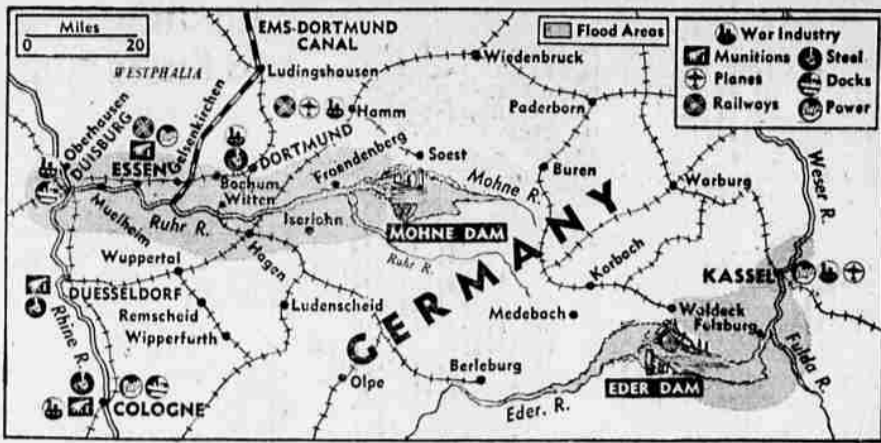 Miles
0 20
EMS-DORTMUND
CANAL
Flood Areas
War Industry
Munitions Steel
Planes Docks
Railways Power
WESTPHALIA
Ludingshausen
Wiedenbruck
Paderborn
Oberhausen
DUISBURG
ESSEN
Gelsenkirchen
Hamm
DORTMUND
Bochum
Witten
Froendenberg
Soest
Mohne R.
Buren
Warburg
Weser R.
Muelheim
Ruhr R.
Iserlohn
MOHNE DAM
Ruhr R.
GERMANY
Wuppertal
Hagen
Korbach
KASSEL
DUESSELDORF
Remscheid
Wipperfurth
Ludenscheid
Medebach
Waldeck
Felsburg
Rhine R.
Olpe
Berleburg
EDER DAM
Fulda R.
COLOGNE
Eder. R.